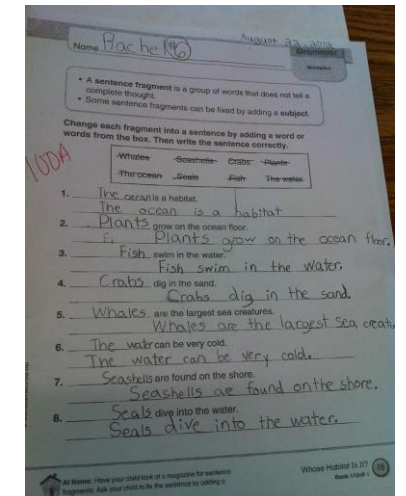 August 22, 2012
Name Rachel #6
Grammar
• A sentence fragment is a group of words that does not tell a
complete thought.
• Some sentence fragments can be fixed by adding a subject.
Change each fragment into a sentence by adding a word or
words from the box. Then write the sentence correctly.
100A
Whales Seashells Crabs Plants
The ocean Seals Fish The water
1. The ocean is a habitat.
The ocean is a habitat
2. Plants grow on the ocean floor.
Plants grow on the ocean floor.
3. Fish swim in the water.
Fish swim in the water.
4. Crabs dig in the sand.
Crabs dig in the sand.
5. Whales are the largest sea creatures.
Whales are the largest sea creatu
6. The water can be very cold.
The water can be very cold.
7. Seashells are found on the shore.
Seashells are found on the shore.
8. Seals dive into the water.
Seals dive into the water.
At Home: Have your child look at a magazine for sentence
fragments. Ask your child to fix the sentence by adding a
Whose Habitat Is It?
Book 1/Unit 1